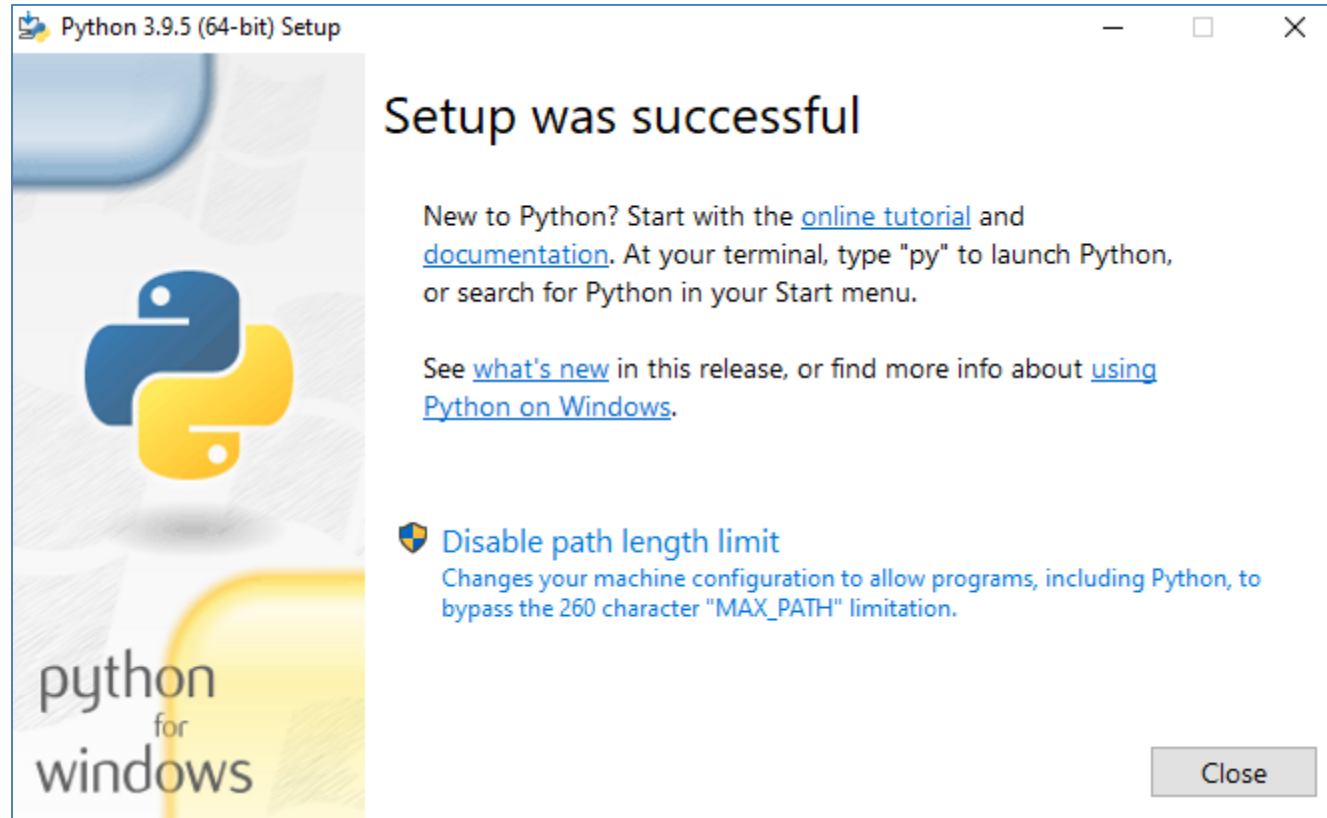 Python 3.9.5 (64-bit) Setup
Setup was successful
New to Python? Start with the online tutorial and
documentation. At your terminal, type "py" to launch Python,
or search for Python in your Start menu.
See what's new in this release, or find more info about using
Python on Windows.
Disable path length limit
Changes your machine configuration to allow programs, including Python, to
bypass the 260 character "MAX_PATH" limitation.
python
for
windows
Close